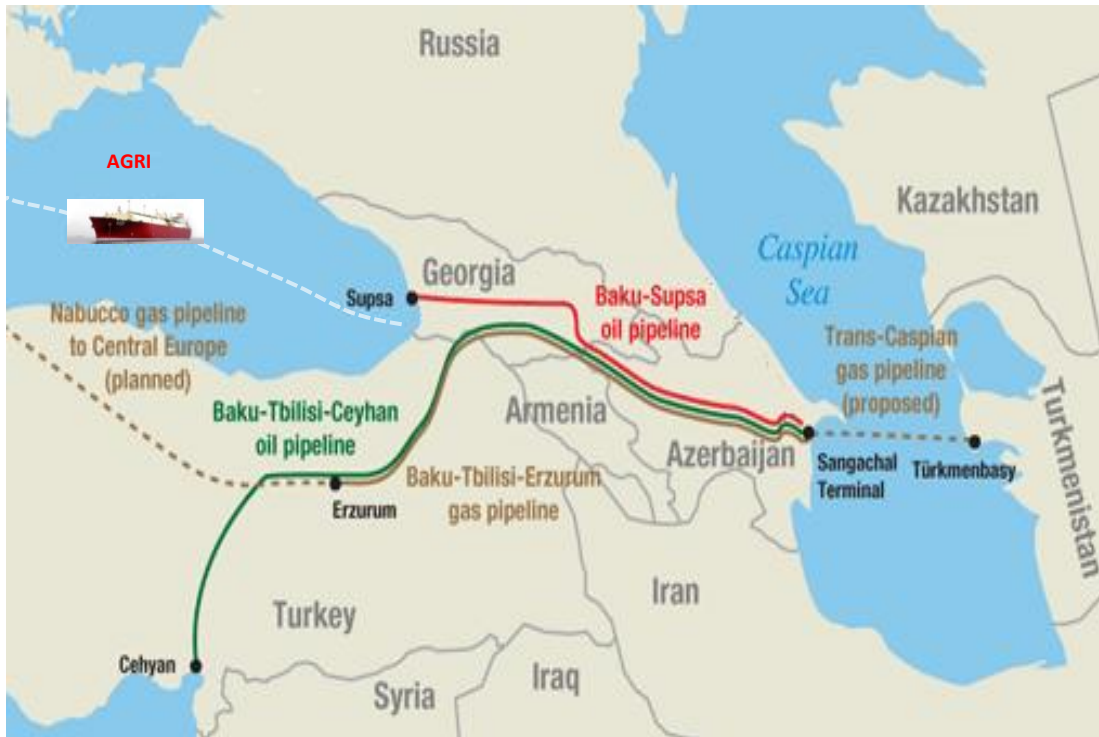 Russia
AGRI
Kazakhstan
Caspian
Sea
Georgia
Supsa
Baku-Supsa
oil pipeline
Nabucco gas pipeline
to Central Europe
(planned)
Trans-Caspian
gas pipeline
(proposed)
Baku-Tbilisi-Ceyhan
oil pipeline
Armenia
Azerbaijan
Turkmenistan
Sangachal
Terminal
Türkmenbasy
Baku-Tbilisi-Erzurum
gas pipeline
Erzurum
Iran
Turkey
Cehyan
Syria
Iraq